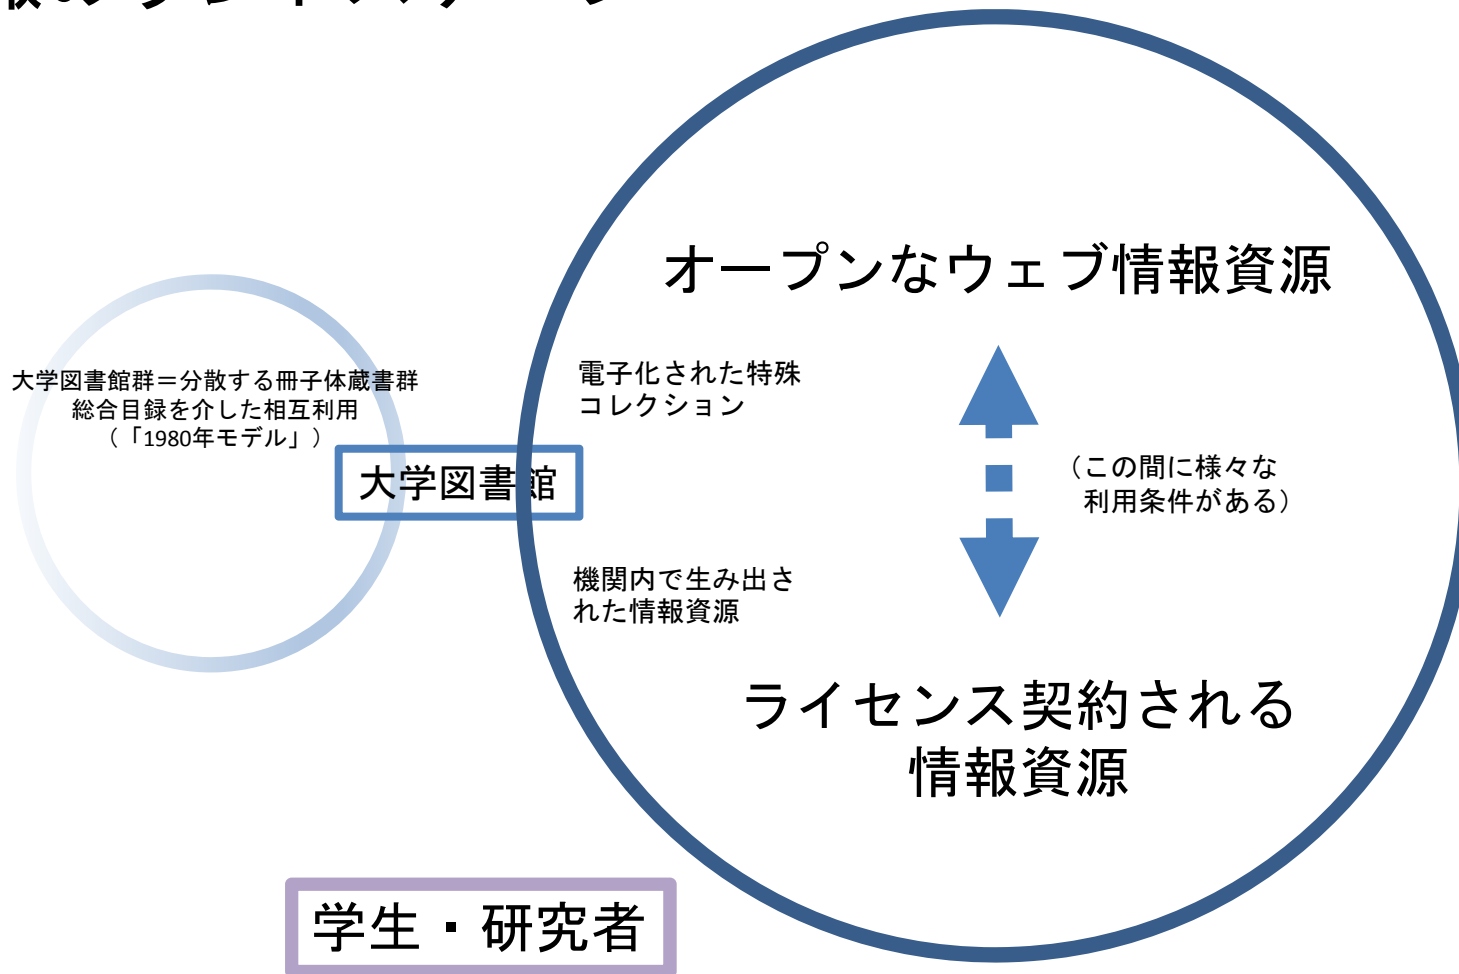 オープンなウェブ情報資源
大学図書館群＝分散する冊子体蔵書群
総合目録を介した相互利用
（「1980年モデル」）
電子化された特殊
コレクション
大学図書館
（この間に様々な
利用条件がある）
機関内で生み出さ
れた情報資源
ライセンス契約される
情報資源
学生・研究者